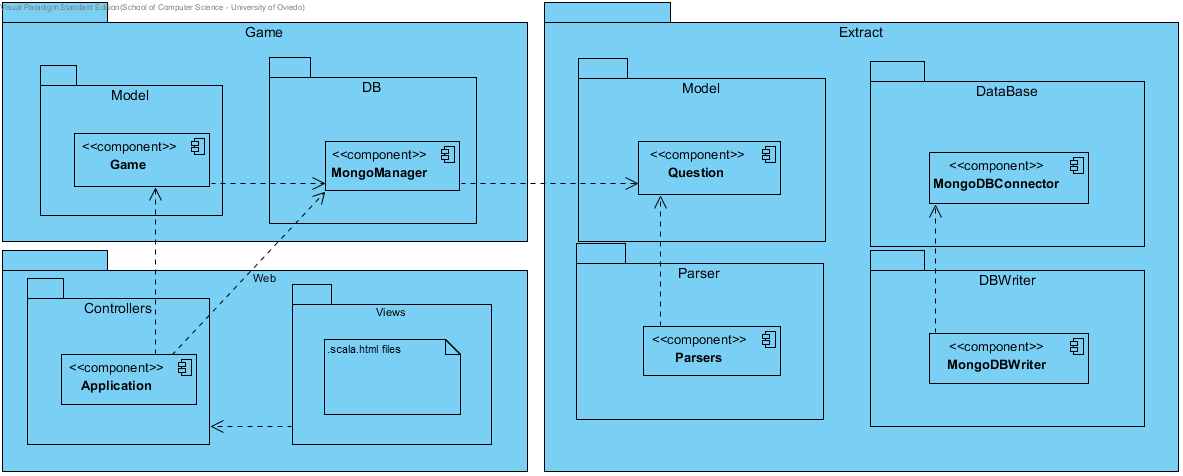 Visual Paradigm Standard Edition(School of Computer Science - University of Oviedo)
Game
Model
<<component>>
Game
DB
<<component>>
MongoManager
Web
Controllers
<<component>>
Application
Views
.scala.html files
Extract
Model
<<component>>
Question
DataBase
<<component>>
MongoDBConnector
Parser
<<component>>
Parsers
DBWriter
<<component>>
MongoDBWriter